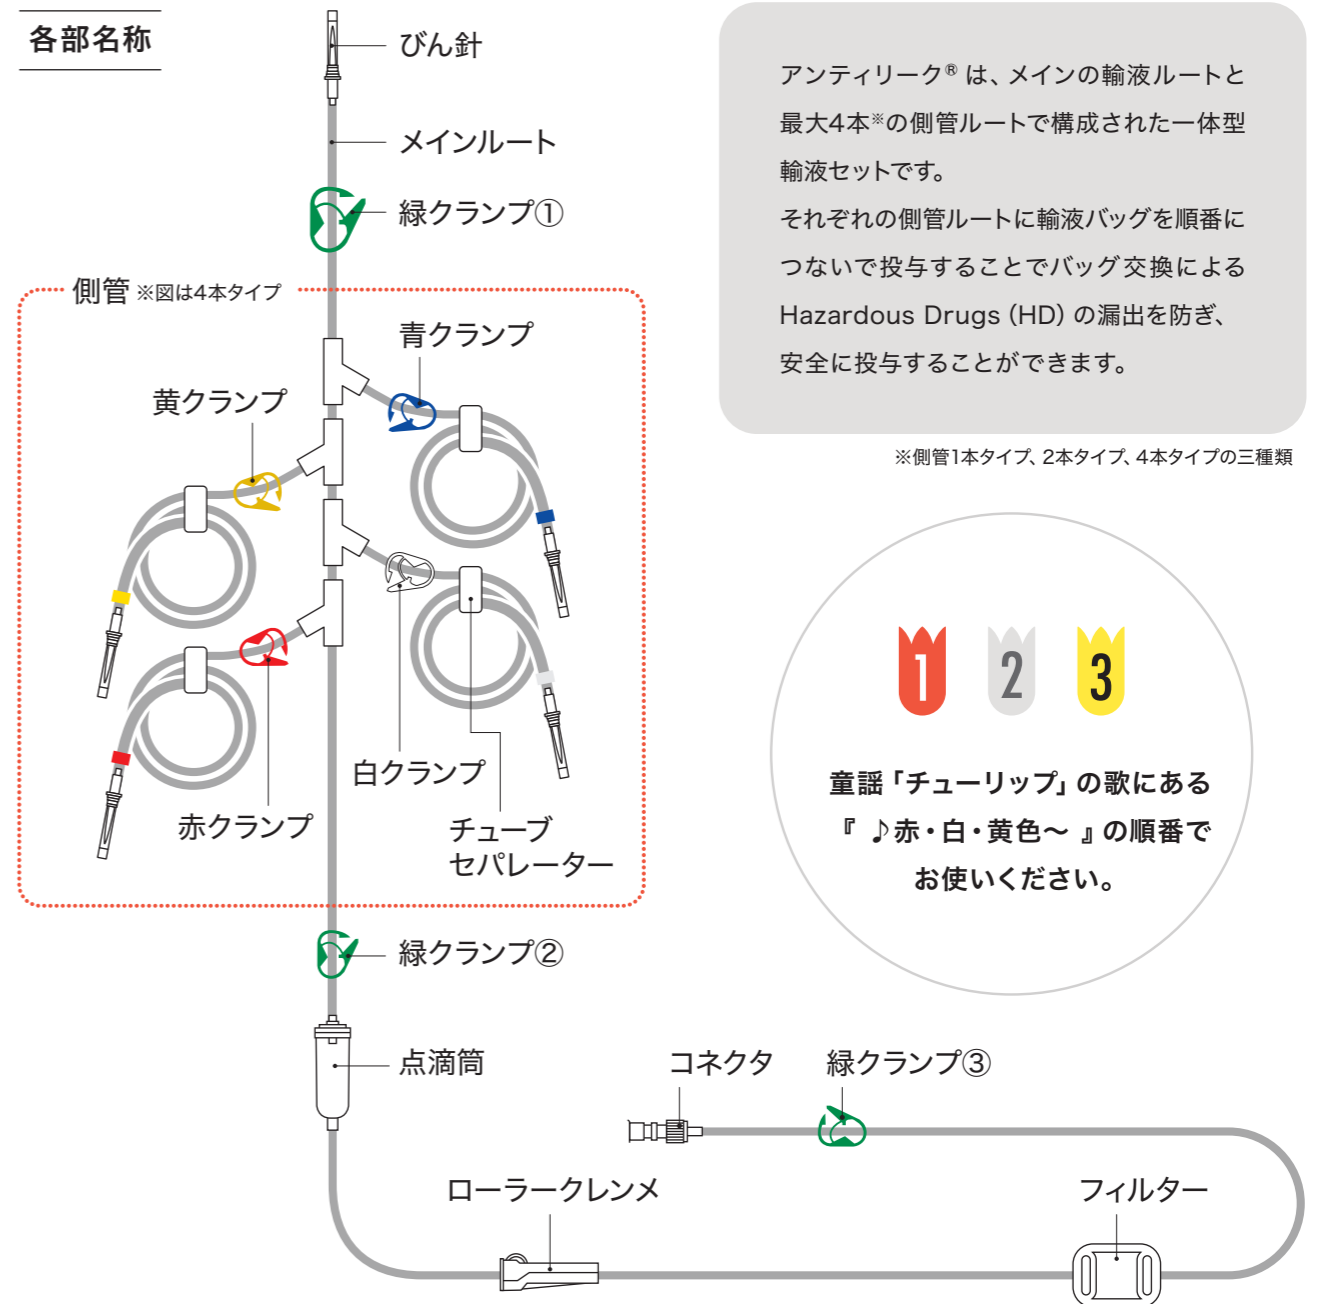 各部名称
びん針
メインルート
緑クランプ①
側管 ※図は4本タイプ
青クランプ
黄クランプ
白クランプ
赤クランプ
チューブ
セパレーター
緑クランプ②
点滴筒
コネクタ
緑クランプ③
ローラークレンメ
フィルター
アンティリーク® は、メインの輸液ルートと
最大4本※の側管ルートで構成された一体型
輸液セットです。
それぞれの側管ルートに輸液バッグを順番に
つないで投与することでバッグ交換による
Hazardous Drugs（HD）の漏出を防ぎ、
安全に投与することができます。
※側管1本タイプ、2本タイプ、4本タイプの三種類
1 2 3
童謡「チューリップ」の歌にある
『 ♪赤・白・黄色〜 』の順番で
お使いください。